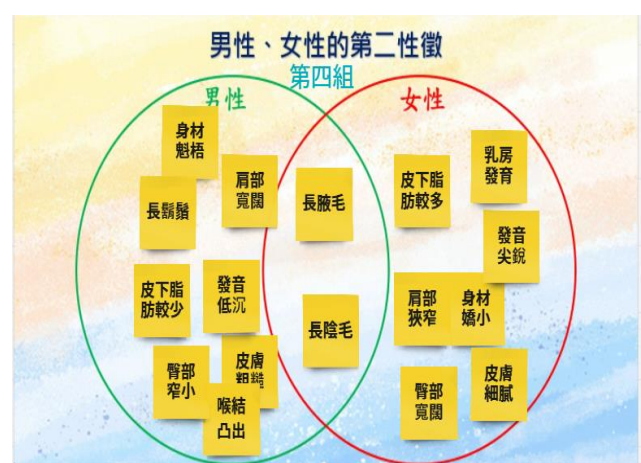 男性、女性的第二性徵
第四組
男性
女性
身材
魁梧
肩部
寬闊
長鬍鬚
皮下脂
肪較少
發音
低沉
臀部
窄小
皮膚
粗糙
喉結
凸出
長腋毛
長陰毛
皮下脂
肪較多
乳房
發育
發音
尖銳
肩部
狹窄
身材
嬌小
臀部
寬闊
皮膚
細膩